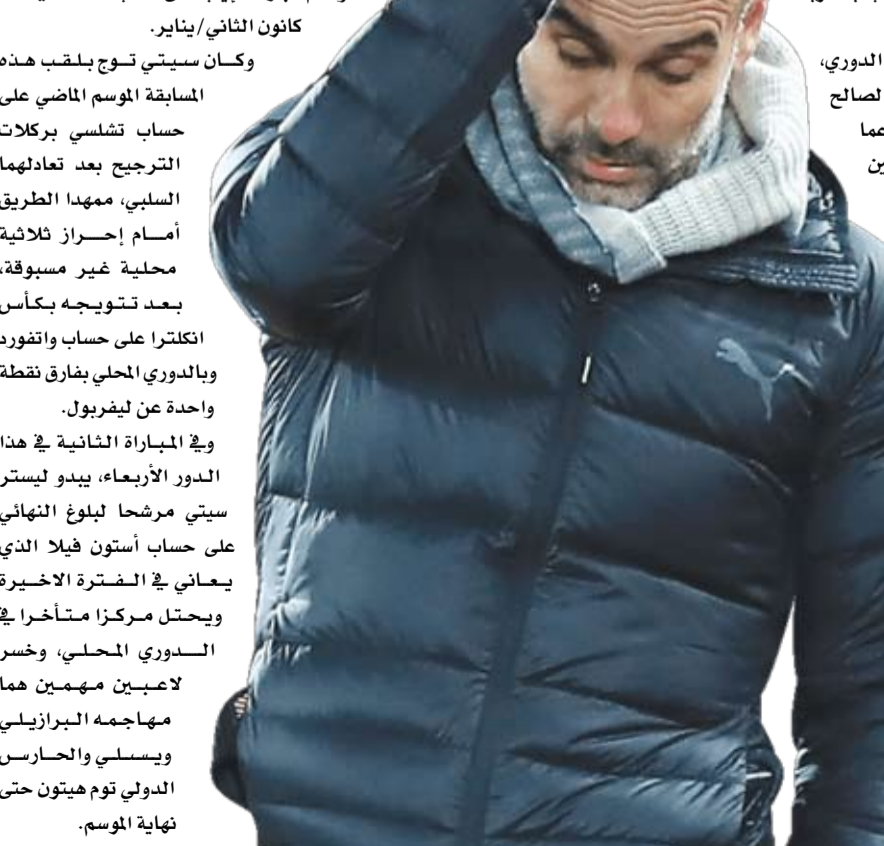 الدوري،
لصالح
كانون الثاني/يناير.
وكان سيتي توج بلقب هذه
المسابقة الموسم الماضي على
حساب تشلسي بركلات
الترجيح بعد تعادلهما
السلبي، ممهدا الطريق
أمام إحراز ثلاثية
محلية غير مسبوقة،
بعد تتويجه بكأس
انكلترا على حساب واتفورد
وبالدوري المحلي بفارق نقطة
واحدة عن ليفربول.
وفي المباراة الثانية في هذا
الدور الأربعاء، يبدو ليستر
سيتي مرشحا لبلوغ النهائي
على حساب أستون فيلا الذي
يعاني في الفترة الاخيرة
ويحتل مركزا متأخرا في
الدوري المحلي، وخسر
لاعبين مهمين هما
مهاجمه البرازيلي
ويسلي والحارس
الدولي توم هيتون حتى
نهاية الموسم.